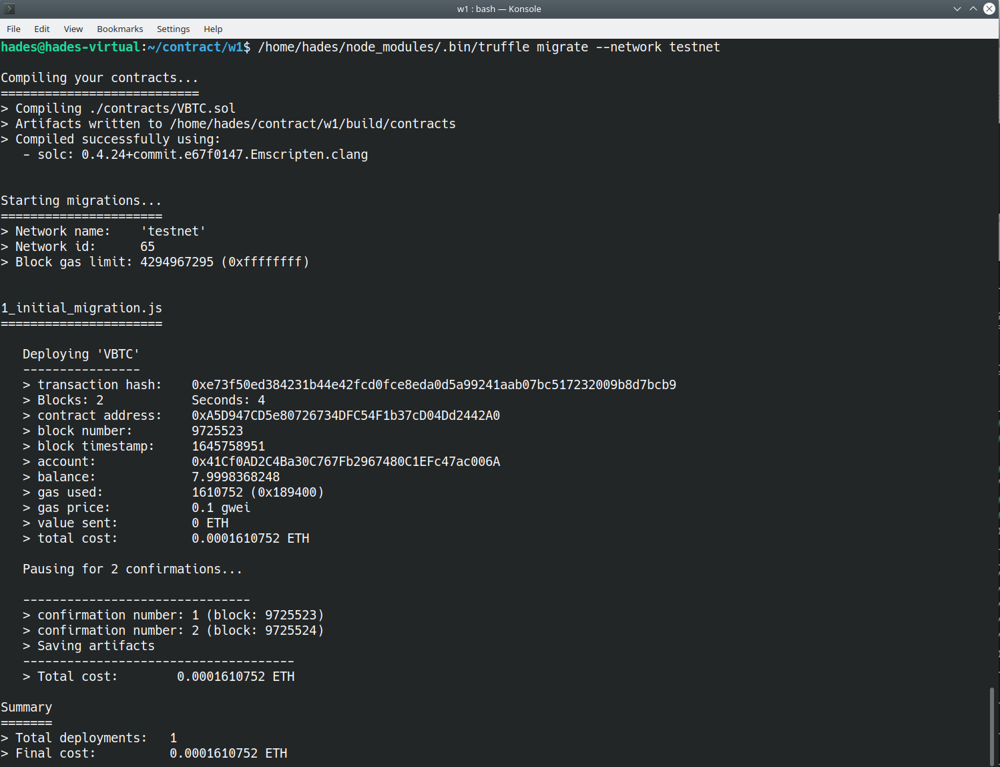 w1 : bash — Konsole
File Edit View Bookmarks Settings Help
hades@hades-virtual:~/contract/w1$ /home/hades/node_modules/.bin/truffle migrate --network testnet
Compiling your contracts...
===========================
> Compiling ./contracts/VBTC.sol
> Artifacts written to /home/hades/contract/w1/build/contracts
> Compiled successfully using:
   - solc: 0.4.24+commit.e67f0147.Emscripten.clang
Starting migrations...
======================
> Network name:    'testnet'
> Network id:      65
> Block gas limit: 4294967295 (0xffffffff)
1_initial_migration.js
======================
   Deploying 'VBTC'
   ----------------
   > transaction hash:    0xe73f50ed384231b44e42fcd0fce8eda0d5a99241aab07bc517232009b8d7bcb9
   > Blocks: 2            Seconds: 4
   > contract address:    0xA5D947CD5e80726734DFC54F1b37cD04Dd2442A0
   > block number:        9725523
   > block timestamp:     1645758951
   > account:             0x41Cf0AD2C4Ba30C767Fb2967480C1EFc47ac006A
   > balance:             7.9998368248
   > gas used:            1610752 (0x189400)
   > gas price:           0.1 gwei
   > value sent:          0 ETH
   > total cost:          0.0001610752 ETH
   Pausing for 2 confirmations...
   -------------------------------
   > confirmation number: 1 (block: 9725523)
   > confirmation number: 2 (block: 9725524)
   > Saving artifacts
   -------------------------------------
   > Total cost:        0.0001610752 ETH
Summary
=======
> Total deployments:   1
> Final cost:          0.0001610752 ETH